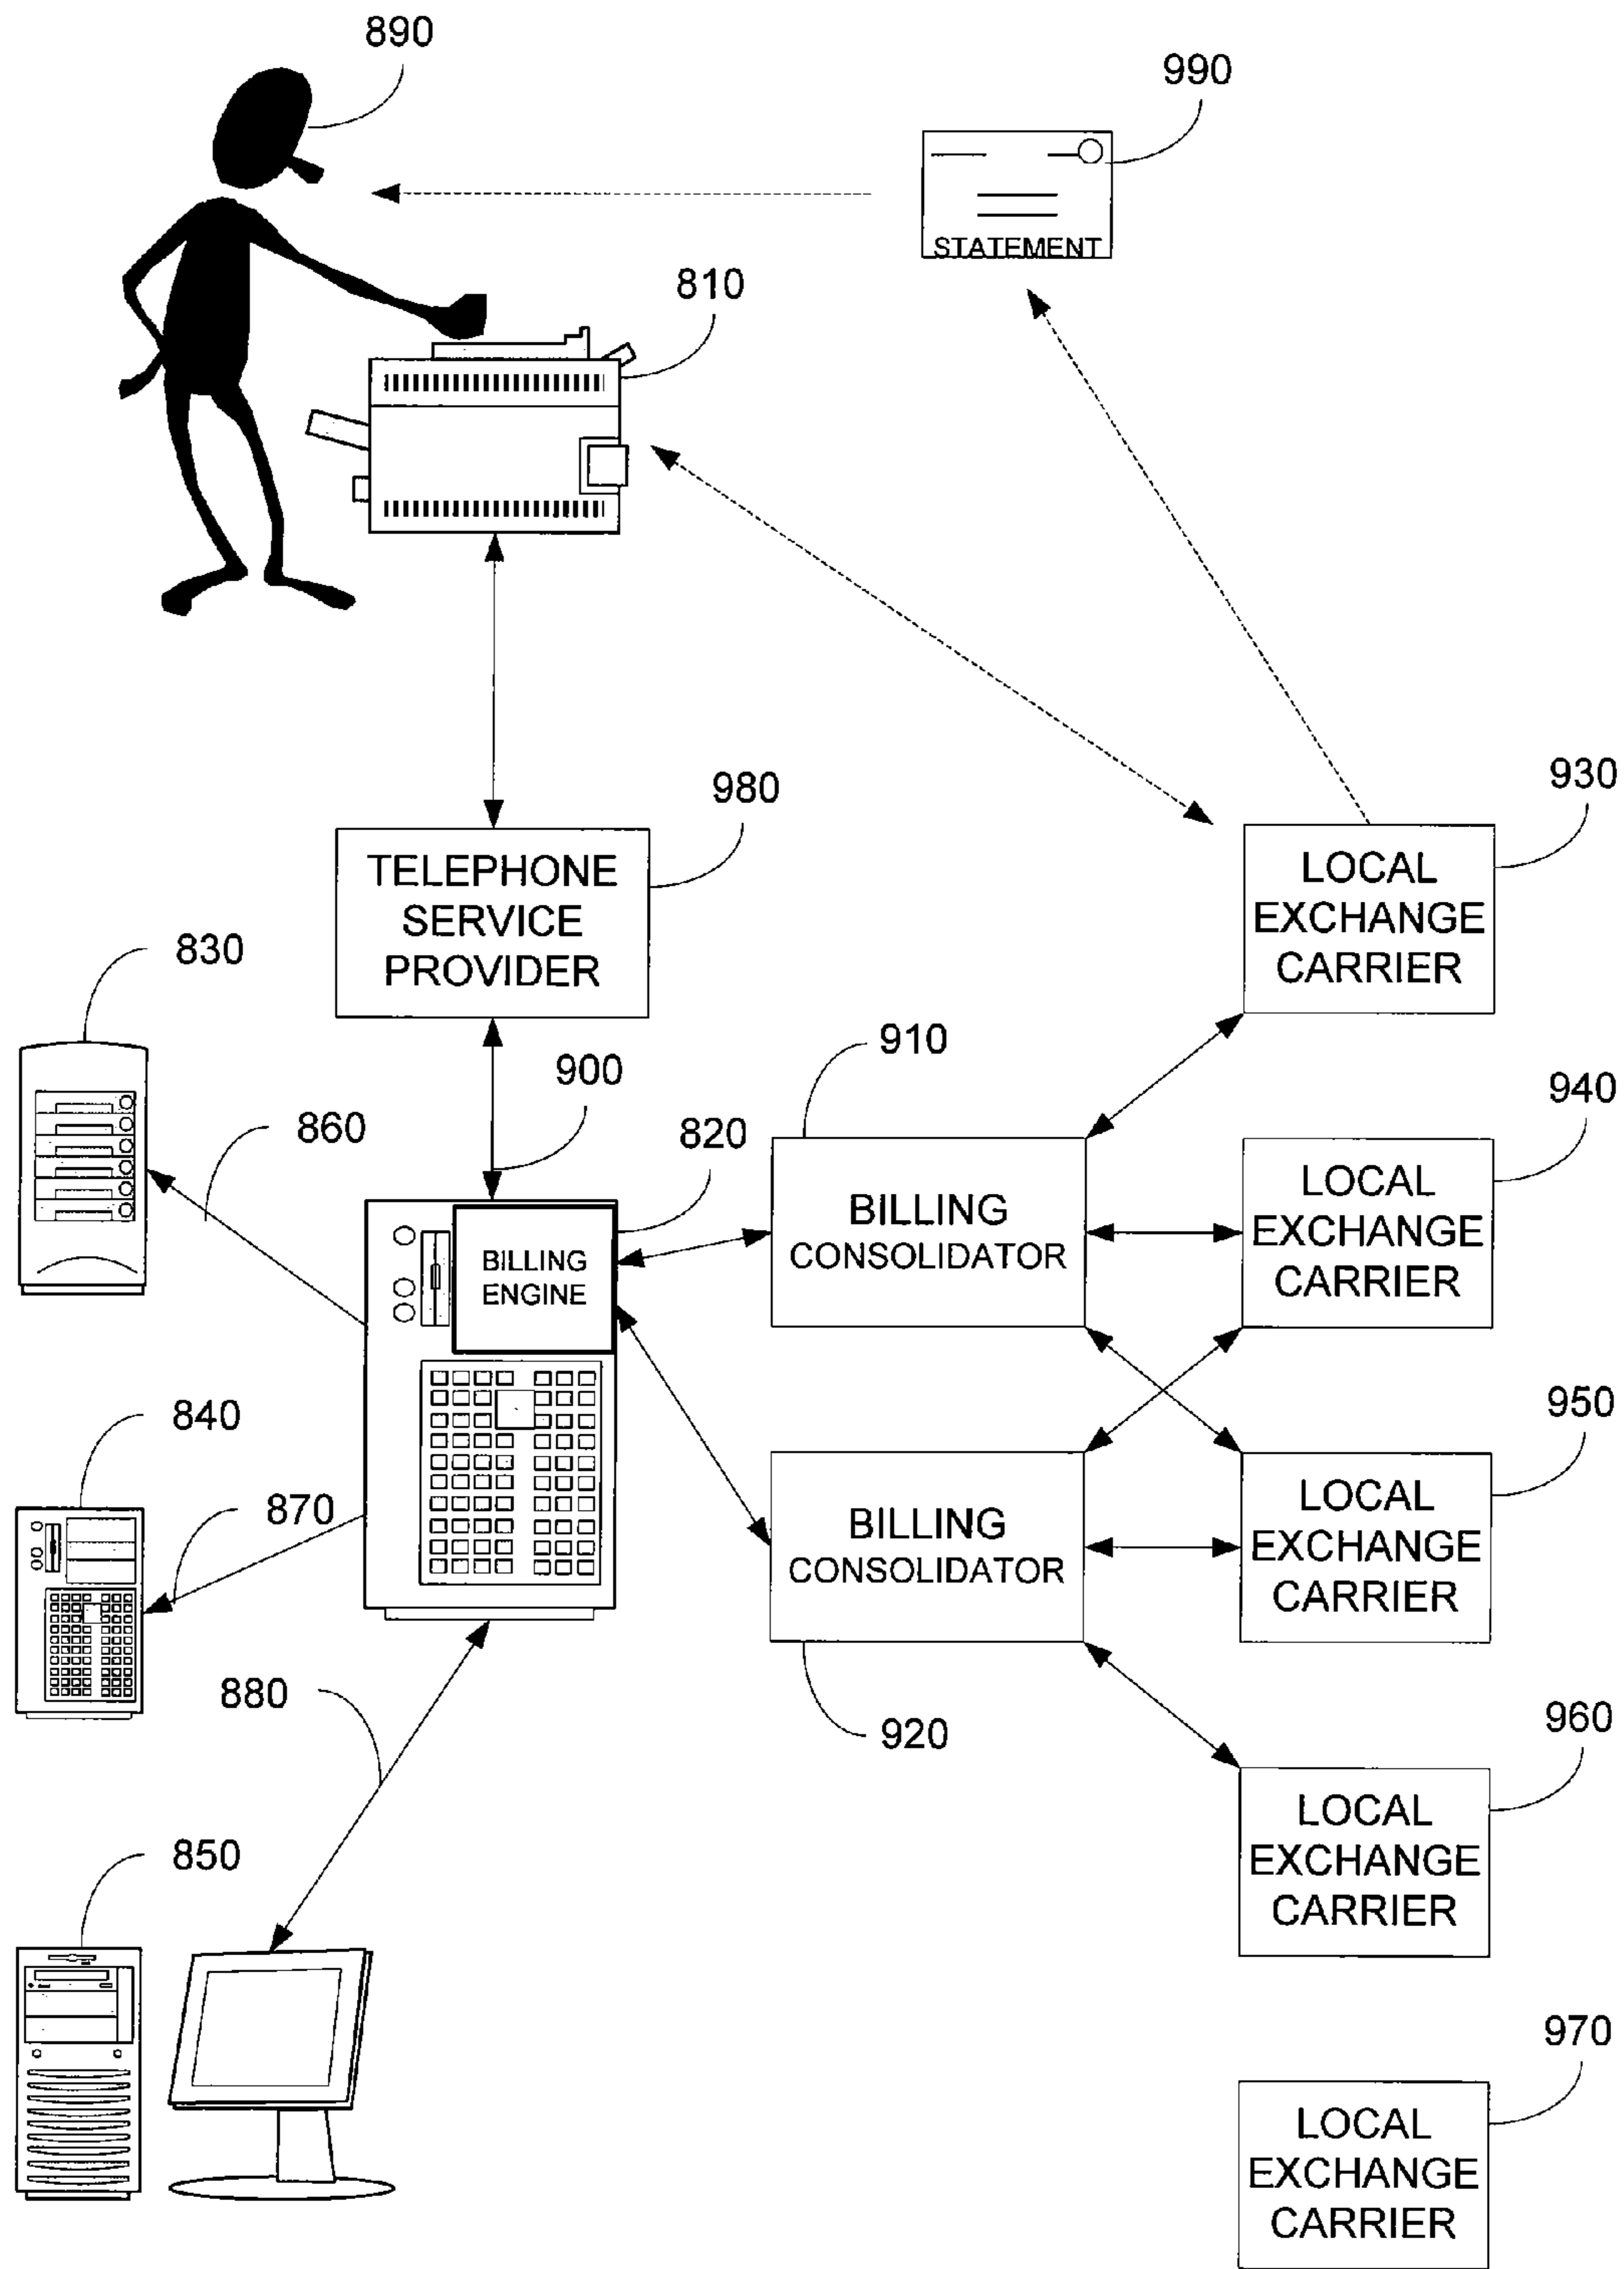 890
990
STATEMENT
810
980
TELEPHONE
SERVICE
PROVIDER
930
LOCAL
EXCHANGE
CARRIER
830
860
900
820
BILLING
ENGINE
910
BILLING
CONSOLIDATOR
940
LOCAL
EXCHANGE
CARRIER
840
870
BILLING
CONSOLIDATOR
920
950
LOCAL
EXCHANGE
CARRIER
880
850
960
LOCAL
EXCHANGE
CARRIER
970
LOCAL
EXCHANGE
CARRIER